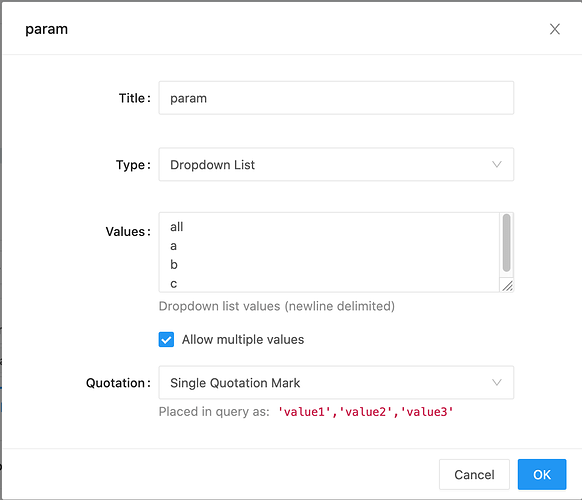 param
Title :
param
Type :
Dropdown List
Values :
all
a
b
c
Dropdown list values (newline delimited)
Allow multiple values
Quotation :
Single Quotation Mark
Placed in query as: 'value1','value2','value3'
Cancel
OK